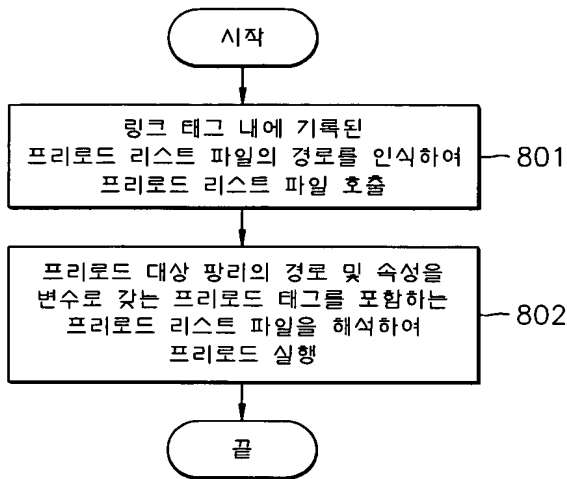 시작
링크 태그 내에 기록된
프리로드 리스트 파일의 경로를 인식하여
프리로드 리스트 파일 호출
801
프리로드 대상 팡리의 경로 및 속성을
변수로 갖는 프리로드 태그를 포함하는
프리로드 리스트 파일을 해석하여
프리로드 실행
802
끝